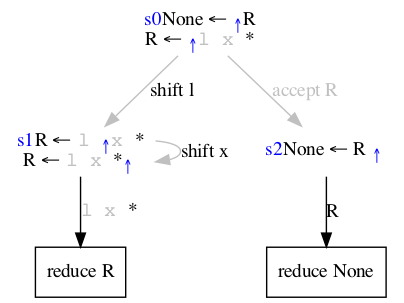 s0None ← ↑R
R ← ↑l x *
shift l
accept R
s1R ← l ↑x *
R ← l x *↑
shift x
s2None ← R ↑
l x *
R
reduce R
reduce None